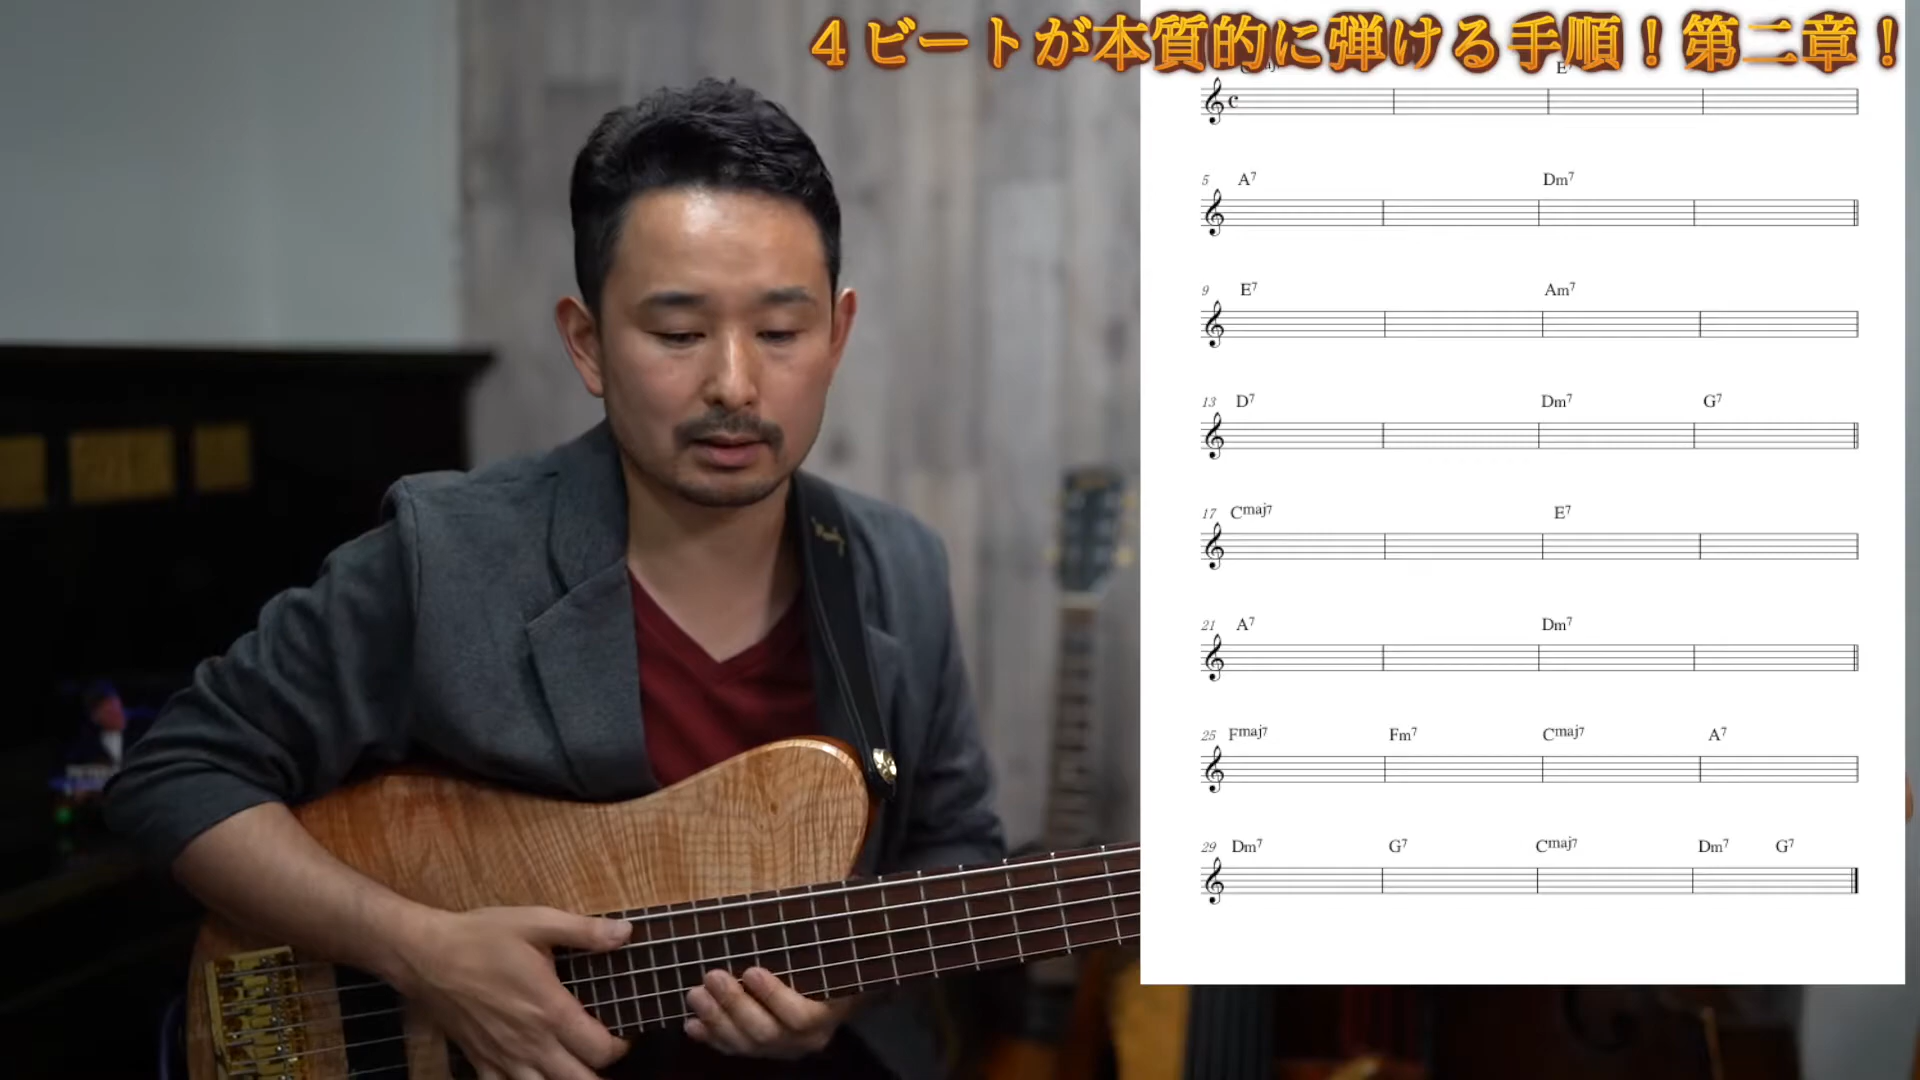 ４ビートが本質的に弾ける手順！第二章！
E7
5 A7 Dm7
9 E7 Am7
13 D7 Dm7 G7
17 Cmaj7 E7
21 A7 Dm7
25 Fmaj7 Fm7 Cmaj7 A7
29 Dm7 G7 Cmaj7 Dm7 G7